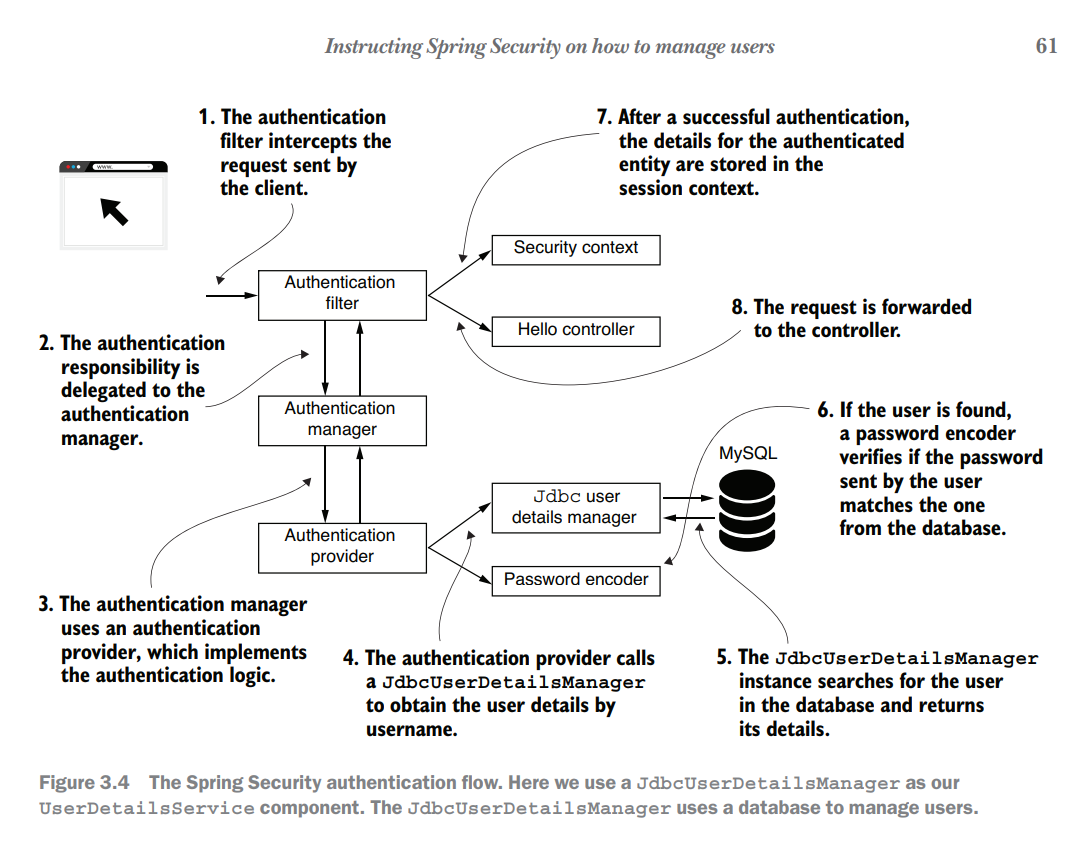 Instructing Spring Security on how to manage users
61
1. The authentication
filter intercepts the
request sent by
the client.
7. After a successful authentication,
the details for the authenticated
entity are stored in the
session context.
www.
Security context
Authentication
filter
Hello controller
8. The request is forwarded
to the controller.
2. The authentication
responsibility is
delegated to the
authentication
manager.
Authentication
manager
6. If the user is found,
a password encoder
verifies if the password
sent by the user
matches the one
from the database.
MySQL
Jdbc user
details manager
Authentication
provider
Password encoder
3. The authentication manager
uses an authentication
provider, which implements
the authentication logic.
4. The authentication provider calls
a JdbcUserDetailsManager
to obtain the user details by
username.
5. The JdbcUserDetailsManager
instance searches for the user
in the database and returns
its details.
Figure 3.4 The Spring Security authentication flow. Here we use a JdbcUserDetailsManager as our
UserDetailsService component. The JdbcUserDetailsManager uses a database to manage users.